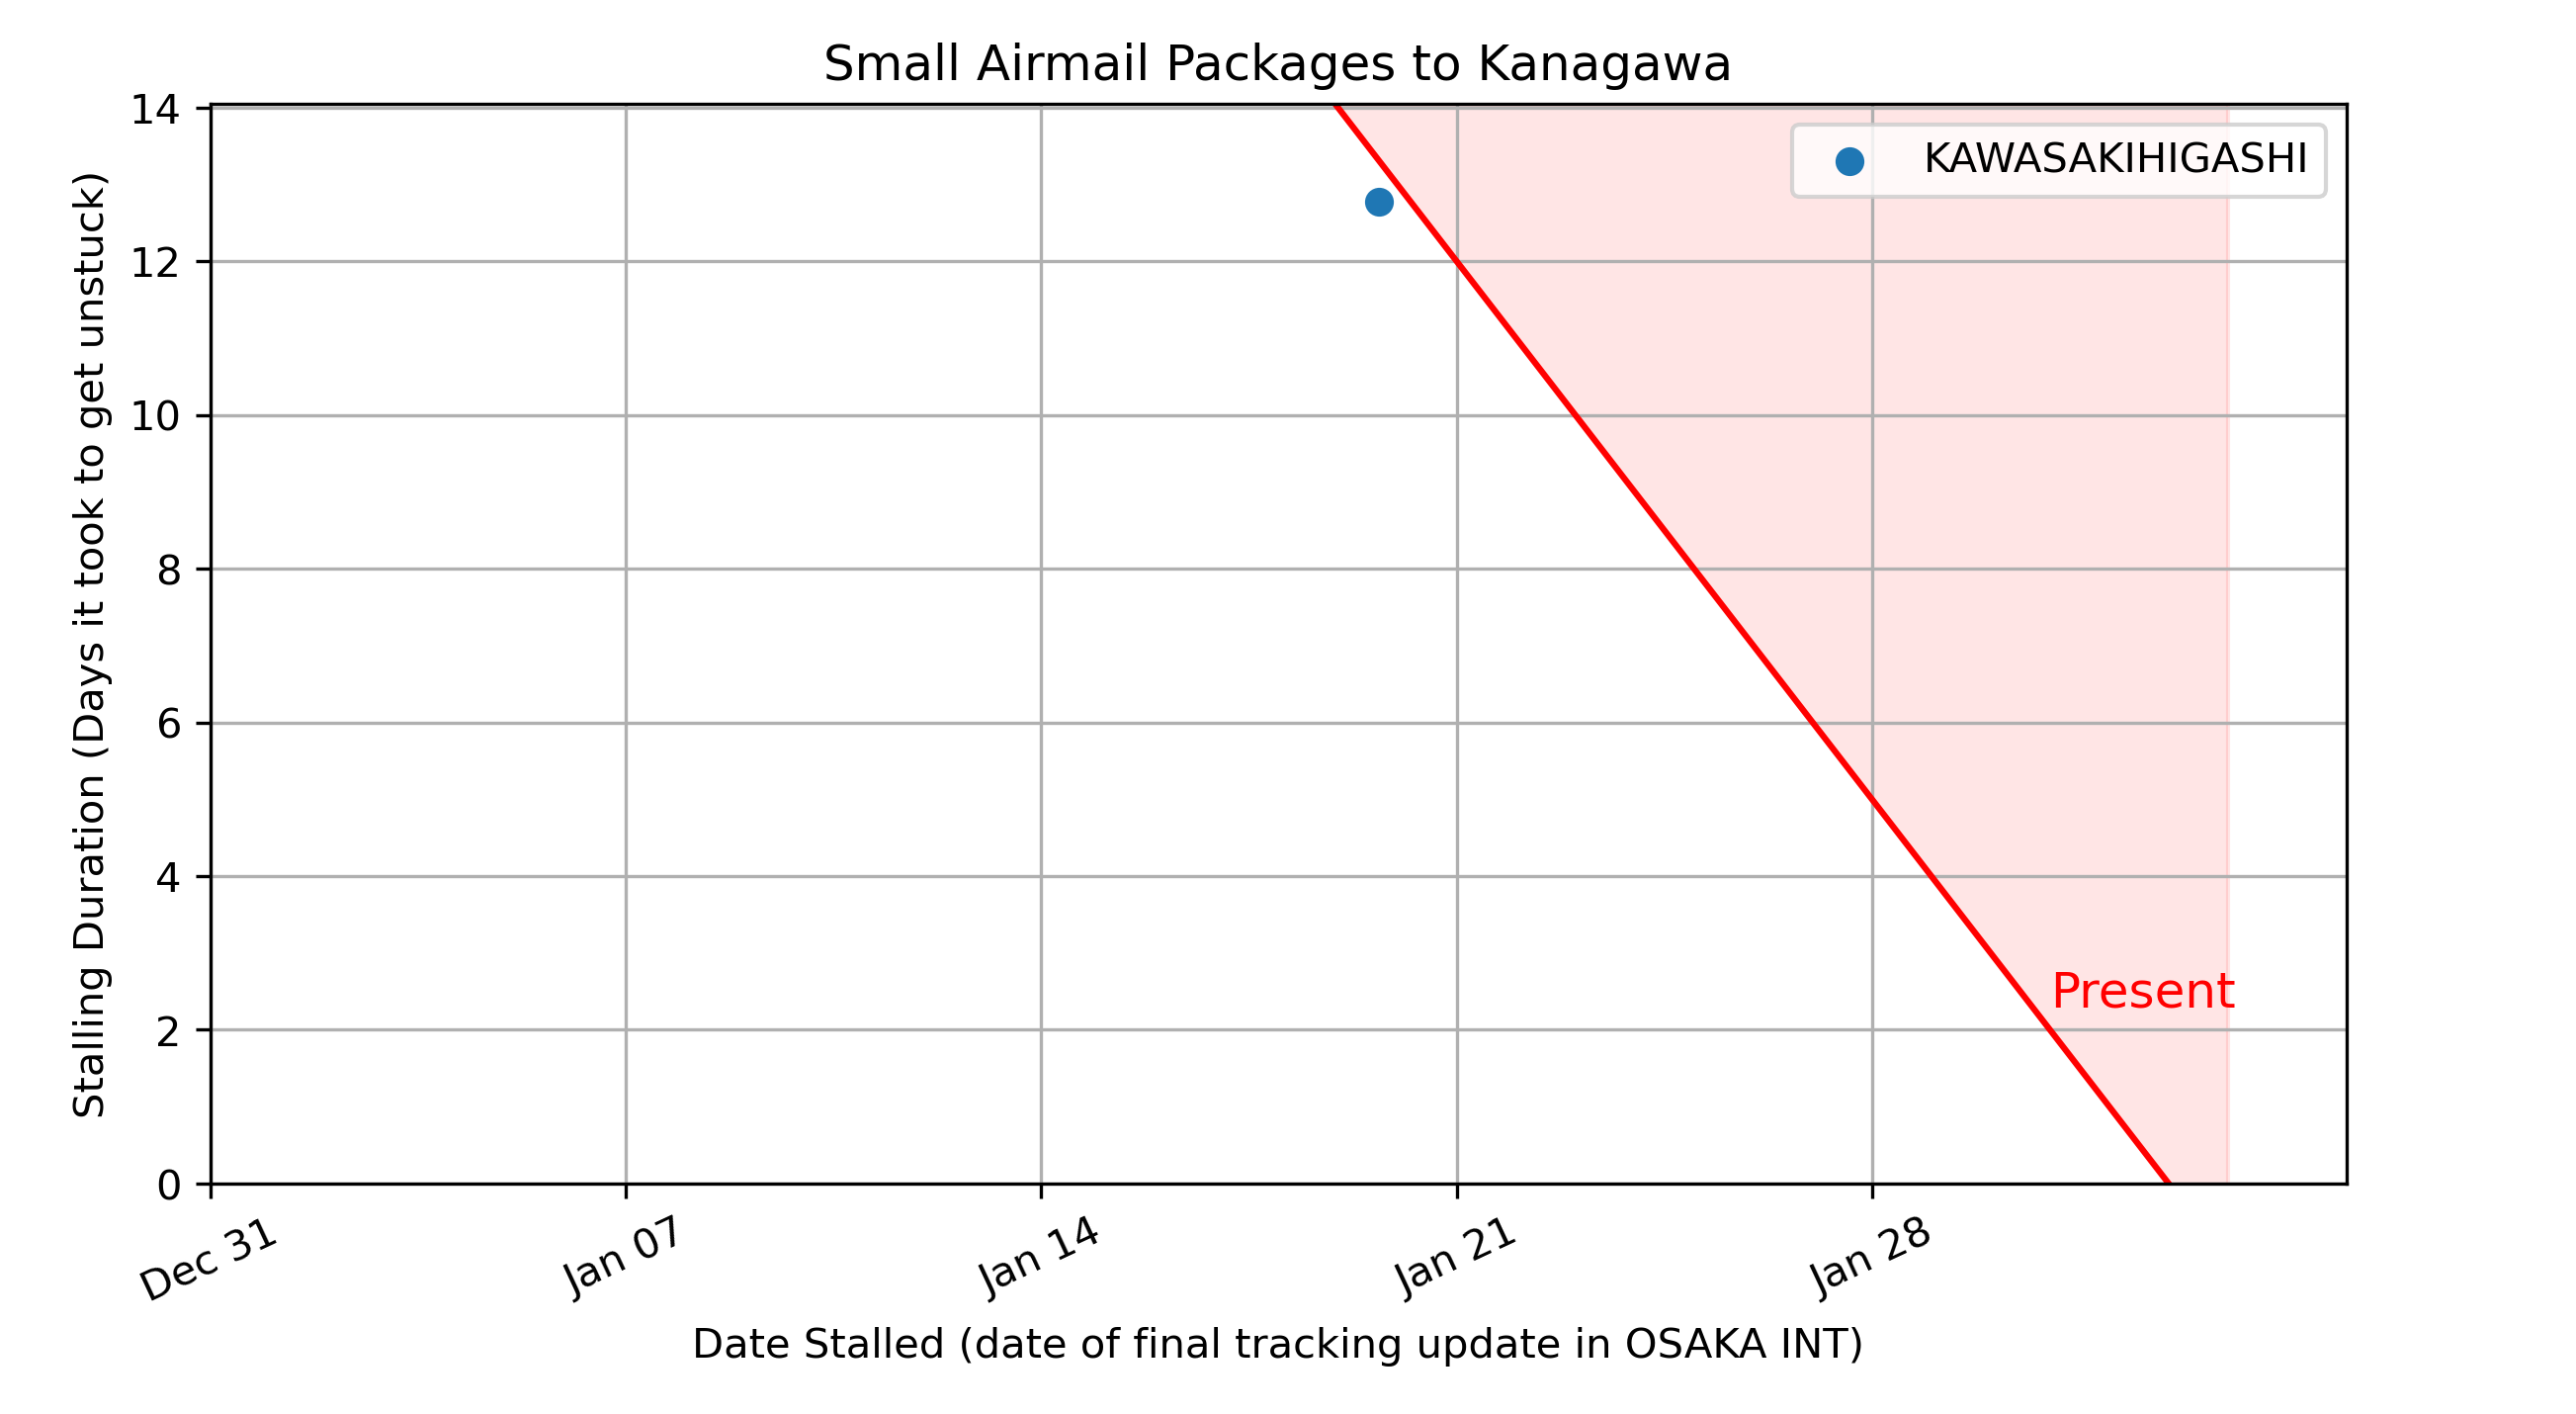 Small Airmail Packages to Kanagawa
14
12
10
8
6
4
2
0
Stalling Duration (Days it took to get unstuck)
KAWASAKIHIGASHI
Present
Dec 31
Jan 07
Jan 14
Jan 21
Jan 28
Date Stalled (date of final tracking update in OSAKA INT)